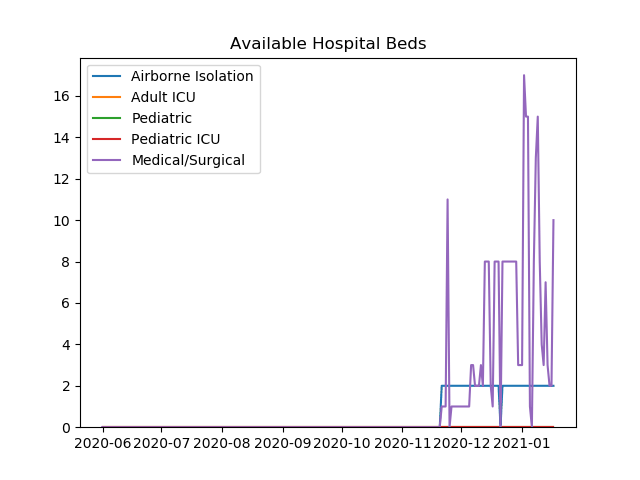 Available Hospital Beds
Airborne Isolation
Adult ICU
Pediatric
Pediatric ICU
Medical/Surgical
16
14
12
10
8
6
4
2
0
2020-06 2020-07 2020-08 2020-09 2020-10 2020-11 2020-12 2021-01